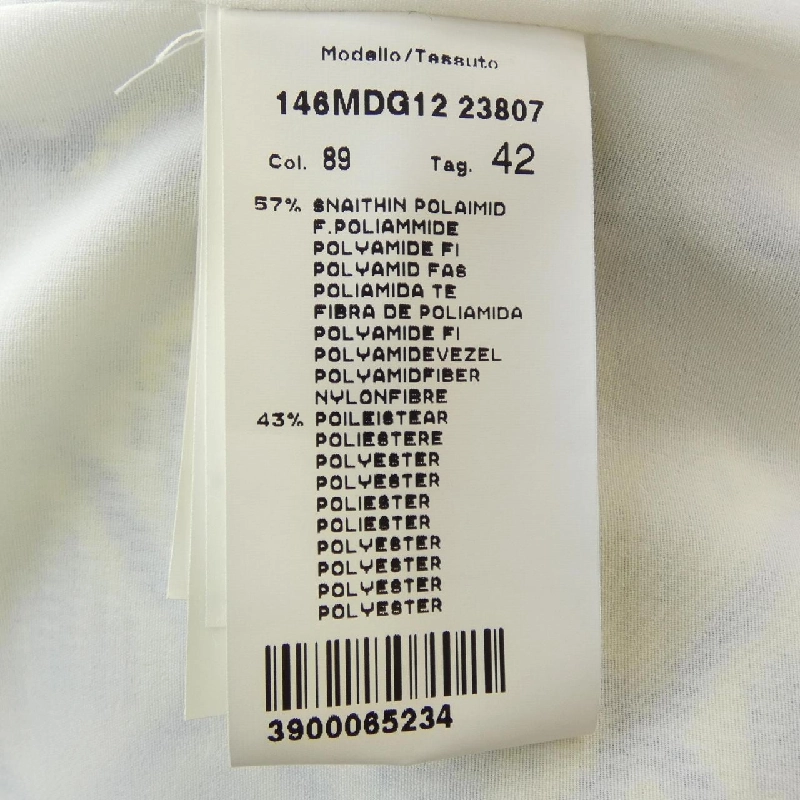 Modello/Tessuto
146MDG12 23807
Col. 89 Tag. 42
57% SNAITHIN POLAIMID
F.POLIAMMIDE
POLYAMIDE FI
POLYAMID FAS
POLIAMIDA TE
FIBRA DE POLIAMIDA
POLYAMIDE FI
POLYAMIDEVEZEL
POLYAMIDFIBER
NYLONFIBRE
43% POILEISTEAR
POLIESTERE
POLYESTER
POLYESTER
POLIESTER
POLIESTER
POLYESTER
POLYESTER
POLYESTER
POLYESTER
3900065234